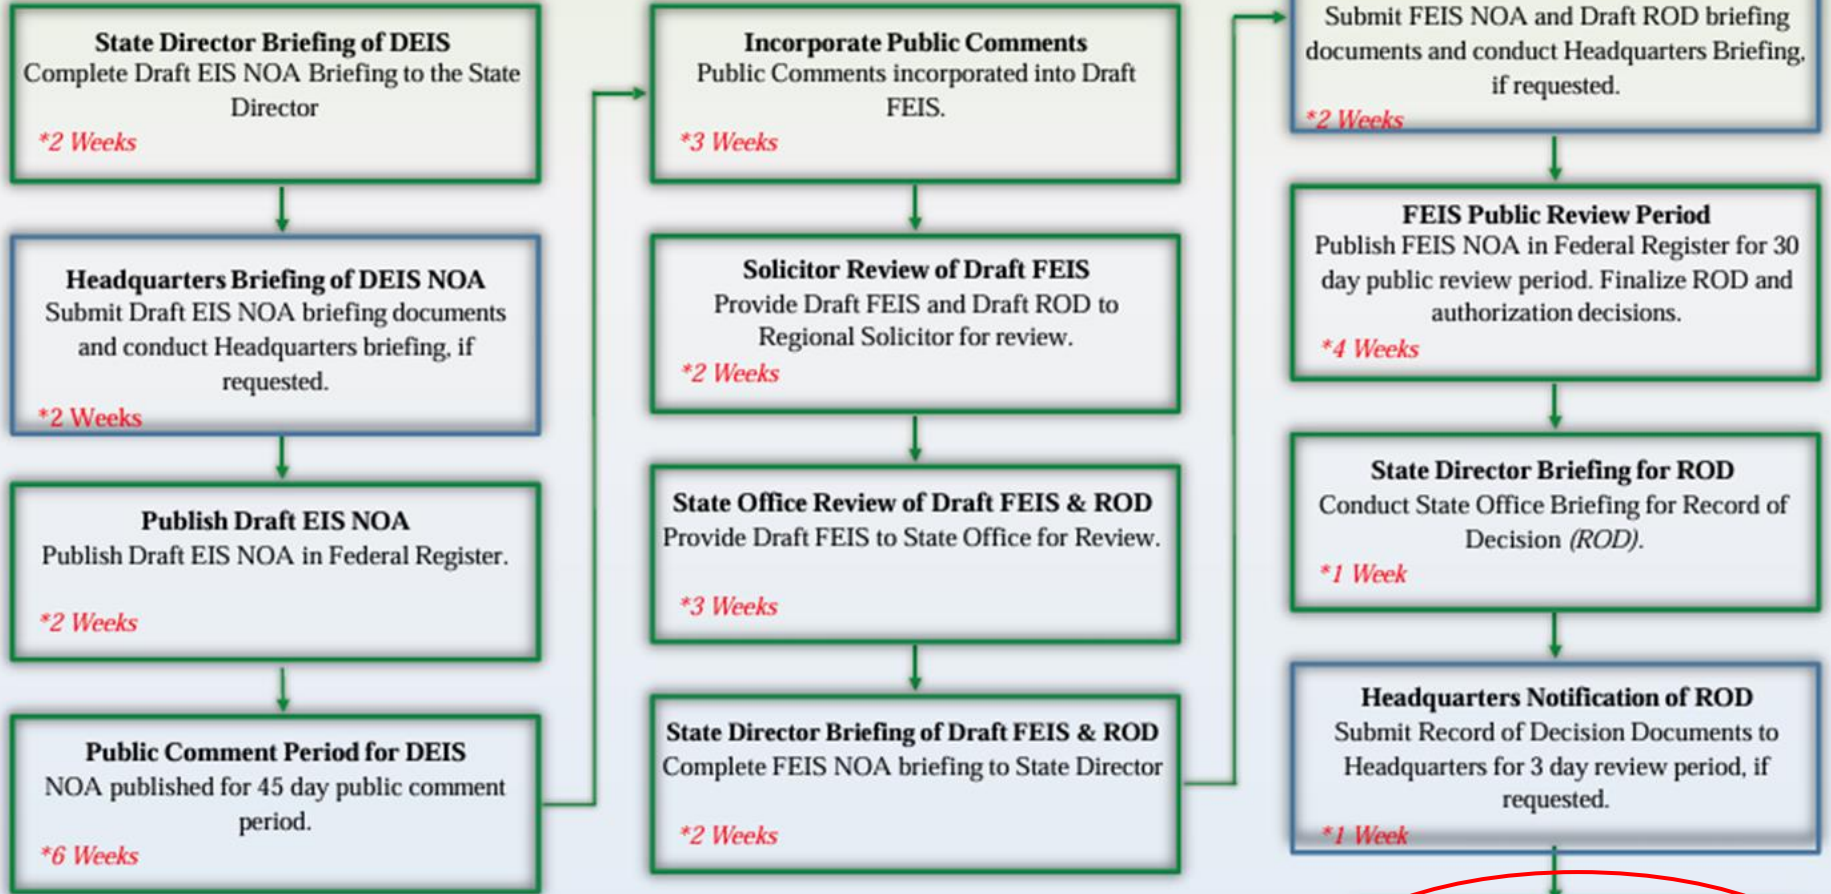 State Director Briefing of DEIS
Complete Draft EIS NOA Briefing to the State
Director
*2 Weeks
Headquarters Briefing of DEIS NOA
Submit Draft EIS NOA briefing documents
and conduct Headquarters briefing, if
requested.
*2 Weeks
Publish Draft EIS NOA
Publish Draft EIS NOA in Federal Register.
*2 Weeks
Public Comment Period for DEIS
NOA published for 45 day public comment
period.
*6 Weeks
Incorporate Public Comments
Public Comments incorporated into Draft
FEIS.
*3 Weeks
Solicitor Review of Draft FEIS
Provide Draft FEIS and Draft ROD to
Regional Solicitor for review.
*2 Weeks
State Office Review of Draft FEIS & ROD
Provide Draft FEIS to State Office for Review.
*3 Weeks
State Director Briefing of Draft FEIS & ROD
Complete FEIS NOA briefing to State Director
*2 Weeks
Submit FEIS NOA and Draft ROD briefing
documents and conduct Headquarters Briefing,
if requested.
*2 Weeks
FEIS Public Review Period
Publish FEIS NOA in Federal Register for 30
day public review period. Finalize ROD and
authorization decisions.
*4 Weeks
State Director Briefing for ROD
Conduct State Office Briefing for Record of
Decision (ROD).
*1 Week
Headquarters Notification of ROD
Submit Record of Decision Documents to
Headquarters for 3 day review period, if
requested.
*1 Week